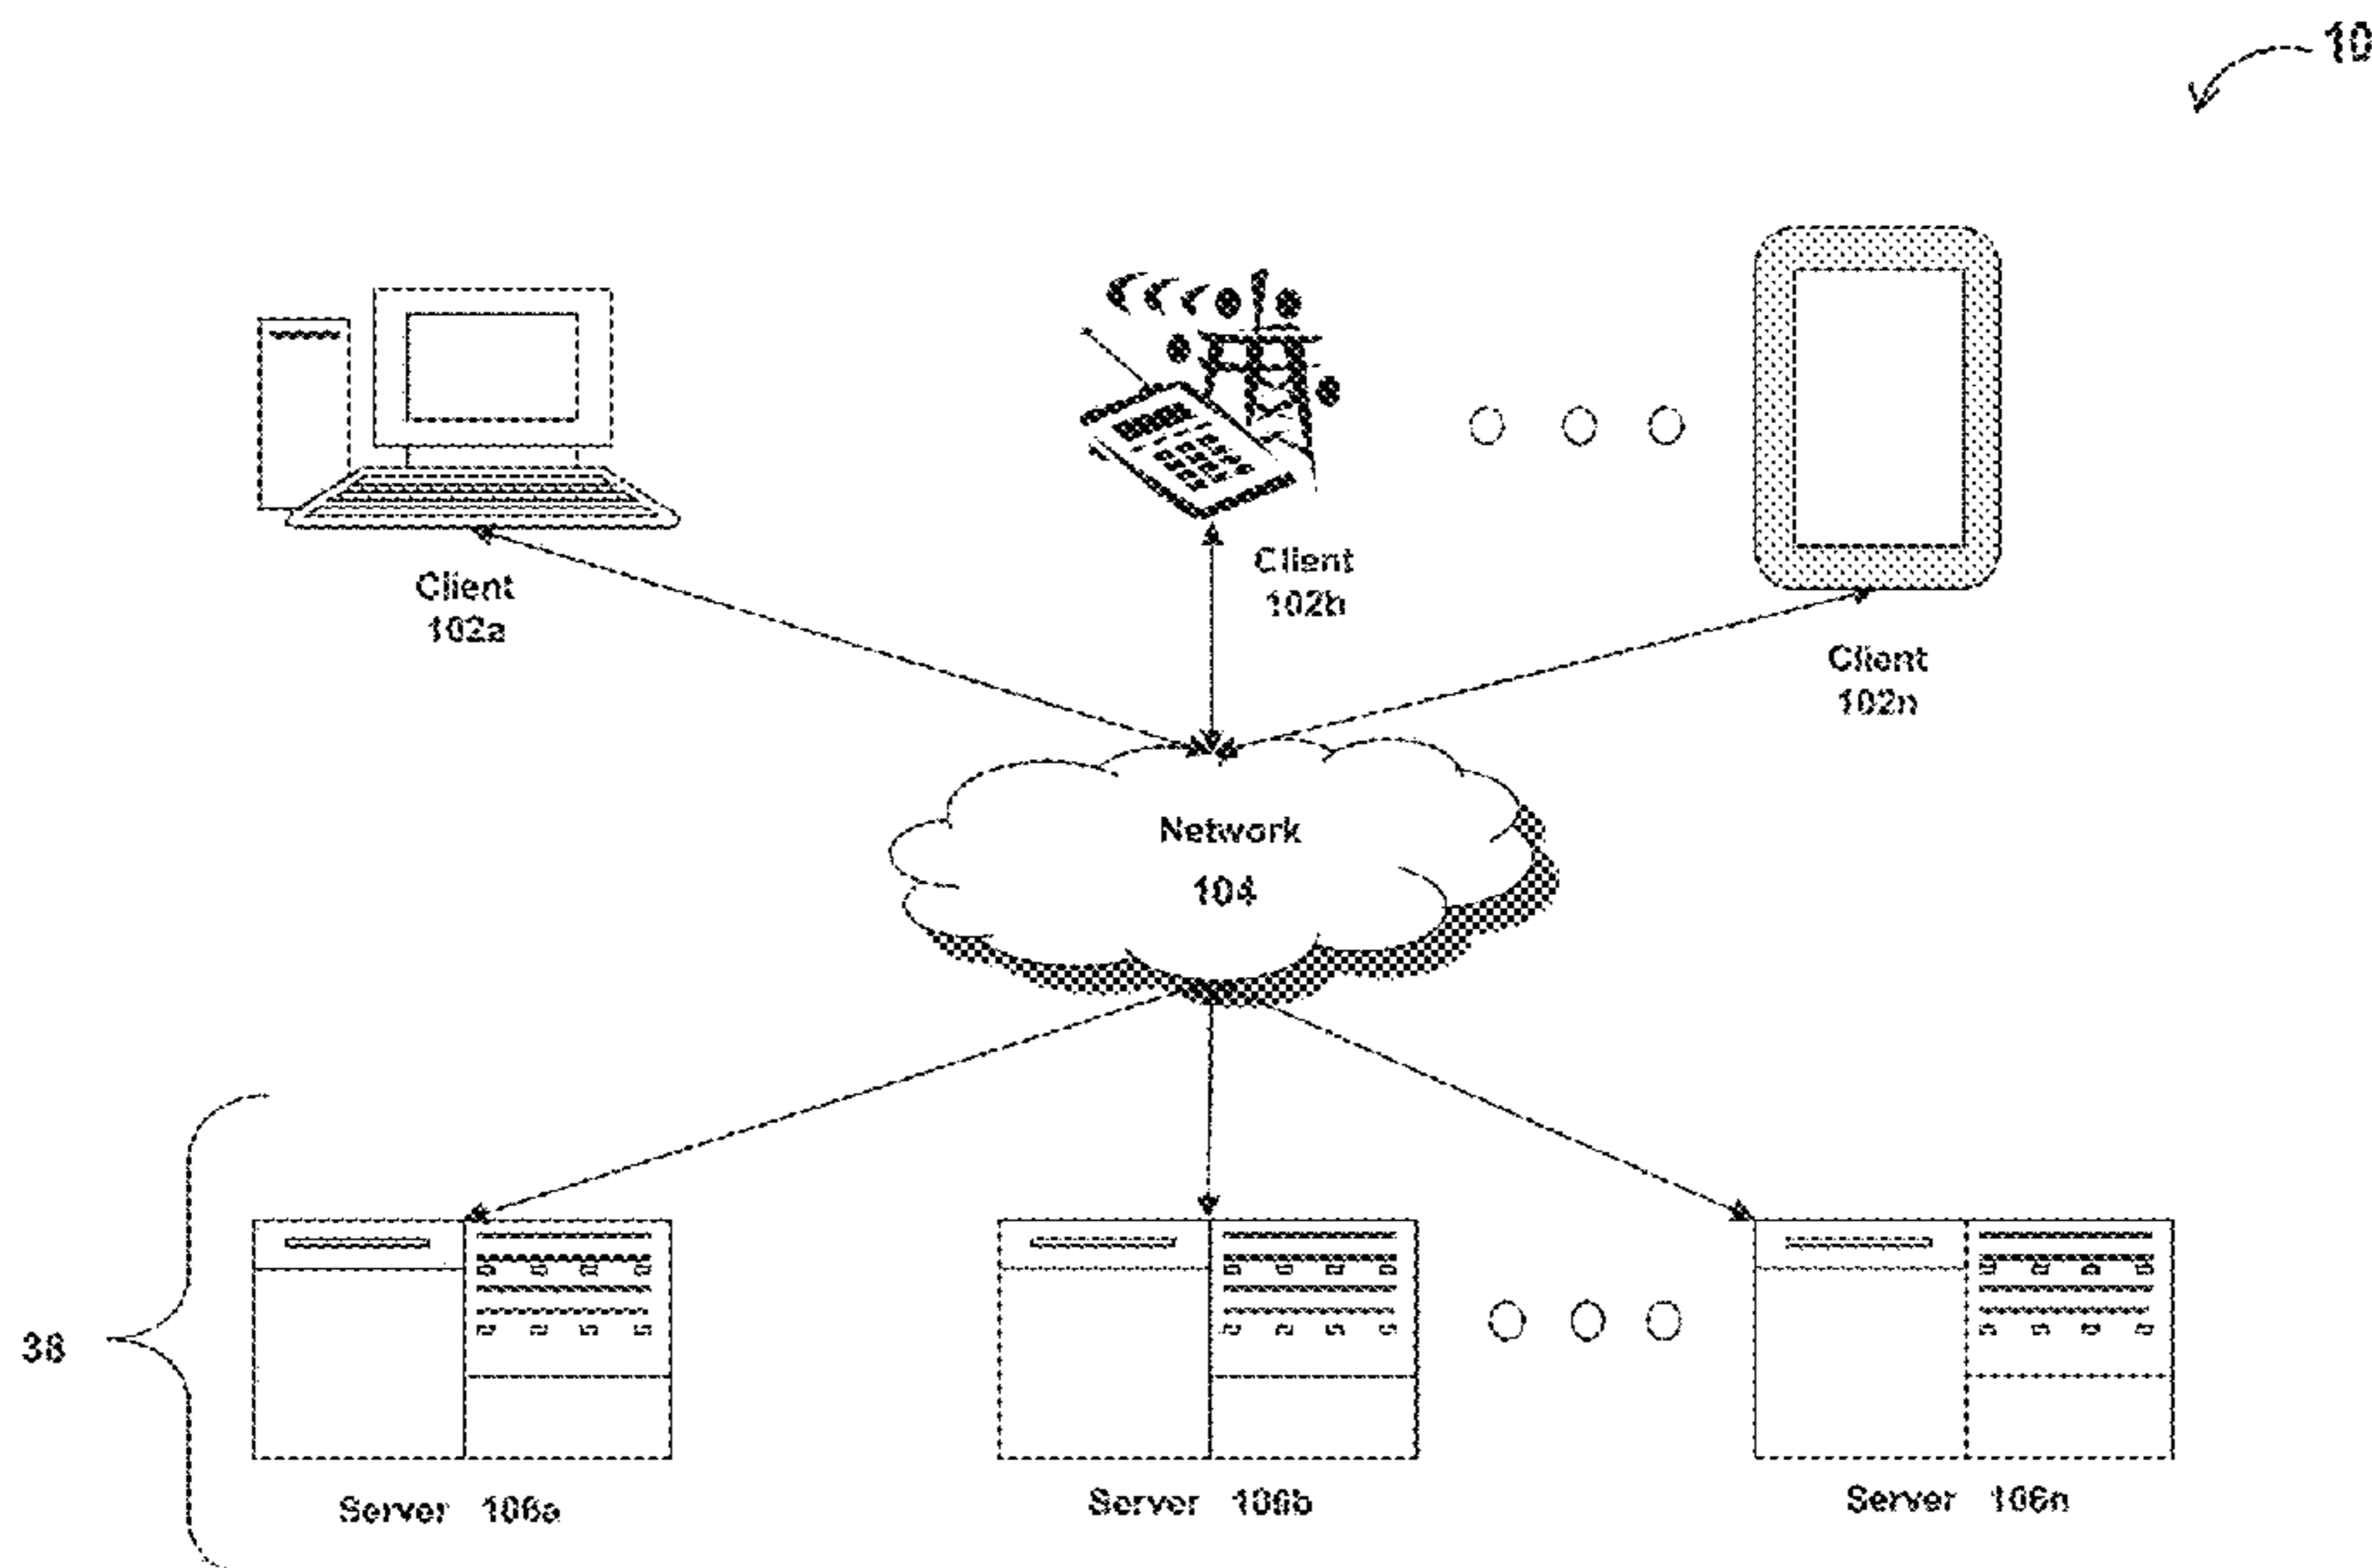 10
Client
102a
Client
102b
Client
102n
Network
104
38
Server 106a
Server 106b
Server 106n